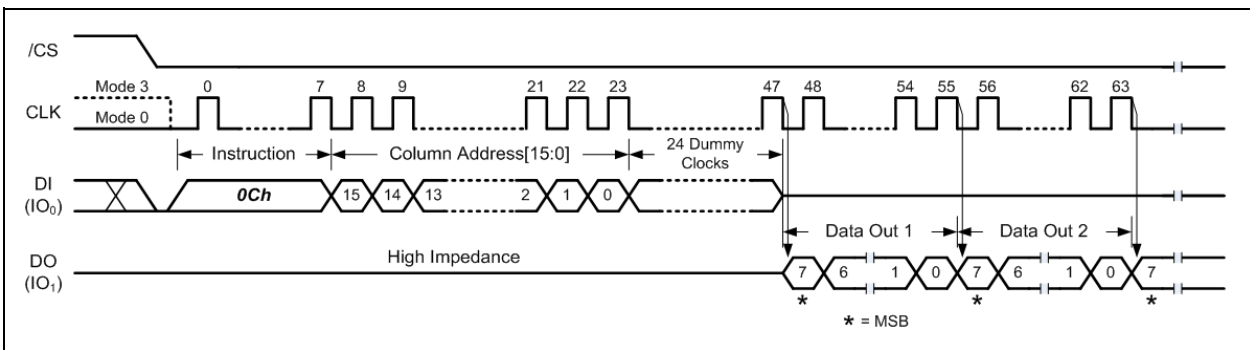 /CS
Mode 3 0 7 8 9 21 22 23 47 48 54 55 56 62 63
CLK
Mode 0
Instruction Column Address[15:0] 24 Dummy
Clocks
DI
(IO₀)
0Ch 15 14 13 2 1 0
Data Out 1 Data Out 2
DO
(IO₁)
High Impedance
7 6 1 0 7 6 1 0 7
* * *
* = MSB